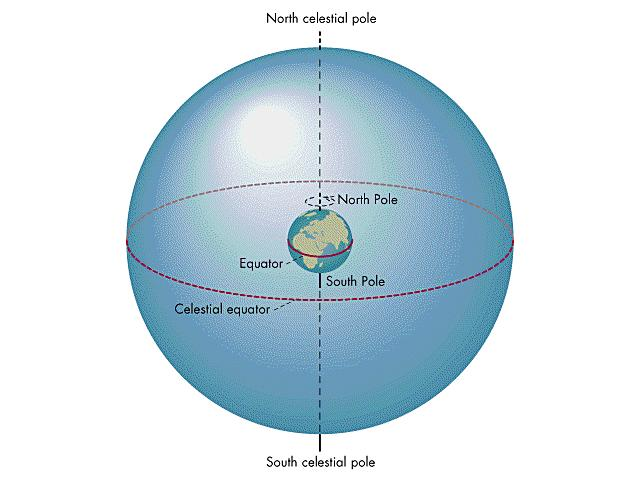 North celestial pole
North Pole
Equator
South Pole
Celestial equator
South celestial pole